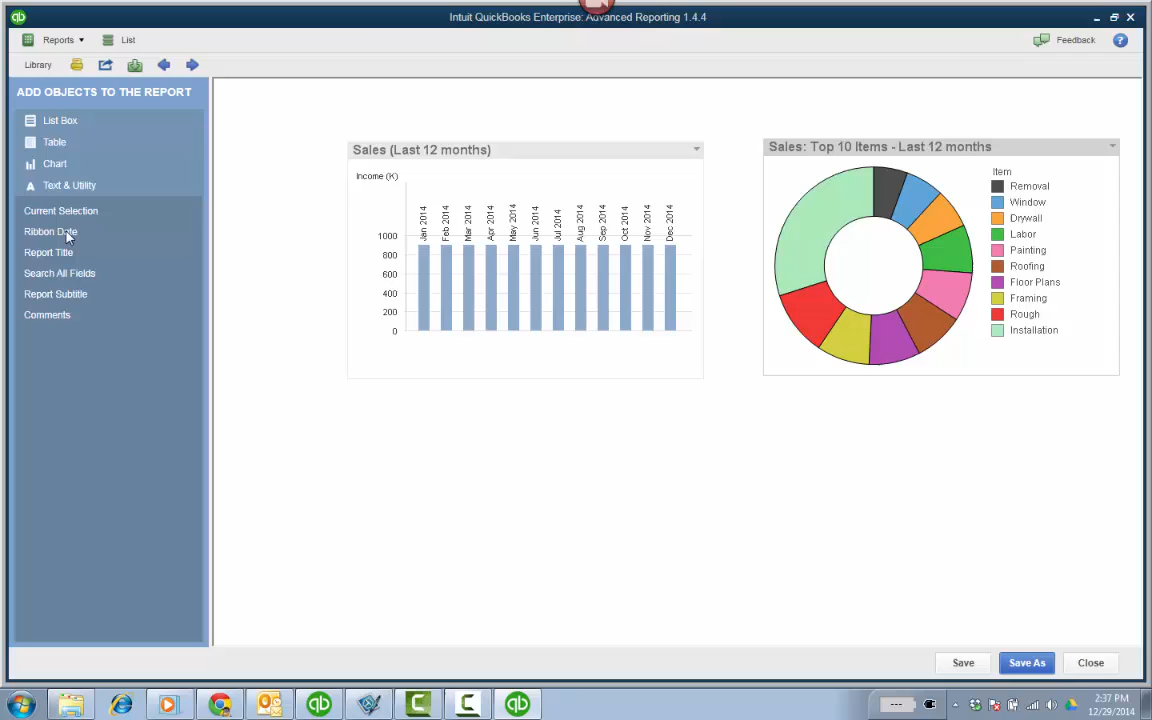 Intuit QuickBooks Enterprise: Advanced Reporting 1.4.4
Reports
List
Feedback
?
Library
ADD OBJECTS TO THE REPORT
List Box
Table
Chart
Text & Utility
Current Selection
Ribbon Date
Report Title
Search All Fields
Report Subtitle
Comments
Sales (Last 12 months)
Income (K)
Jan 2014
Feb 2014
Mar 2014
Apr 2014
May 2014
Jun 2014
Jul 2014
Aug 2014
Sep 2014
Oct 2014
Nov 2014
Dec 2014
1000
800
600
400
200
0
Sales: Top 10 Items - Last 12 months
Item
Removal
Window
Drywall
Labor
Painting
Roofing
Floor Plans
Framing
Rough
Installation
Save
Save As
Close
---
2:37 PM
12/29/2014